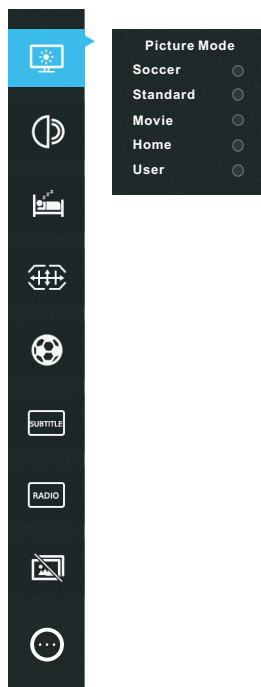 Picture Mode
Soccer
Standard
Movie
Home
User
z z z
SUBTITLE
RADIO